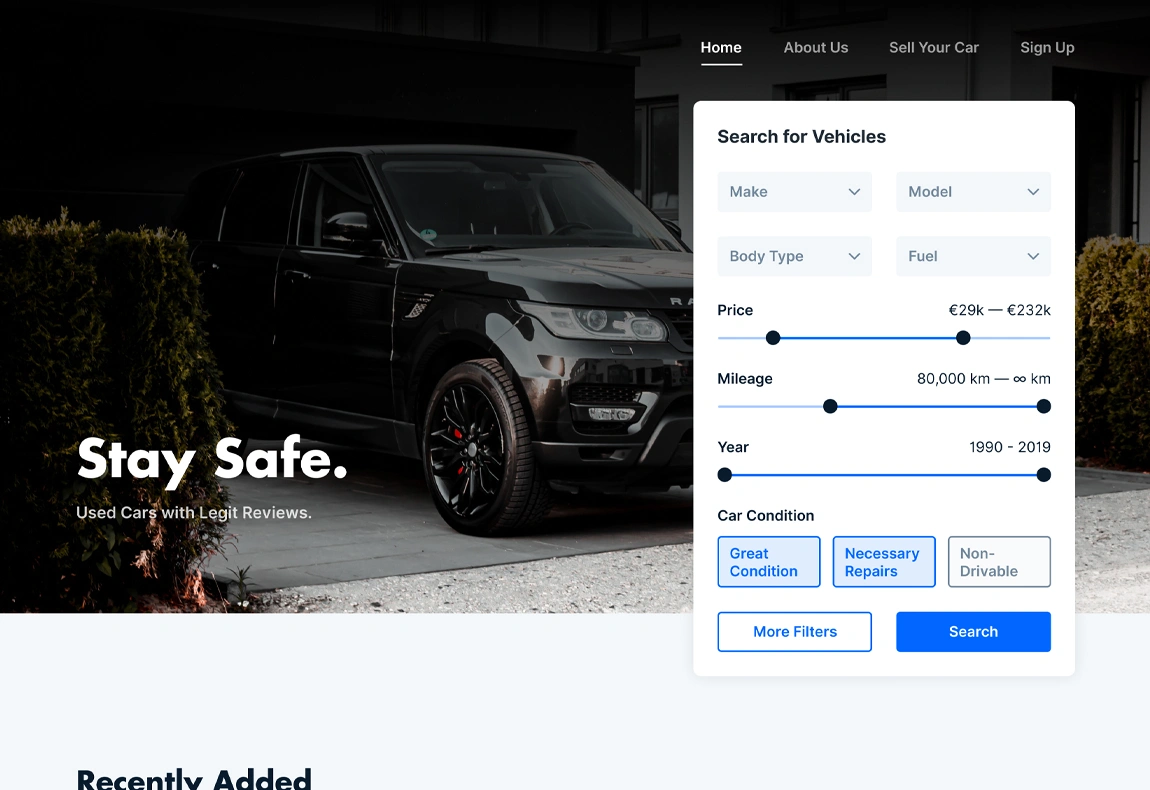 Home About Us Sell Your Car Sign Up
Search for Vehicles
Make Model
Body Type Fuel
Price €29k — €232k
Mileage 80,000 km — ∞ km
Year 1990 - 2019
Car Condition
Great Condition
Necessary Repairs
Non-Drivable
More Filters Search
Stay Safe.
Used Cars with Legit Reviews.
Recently Added